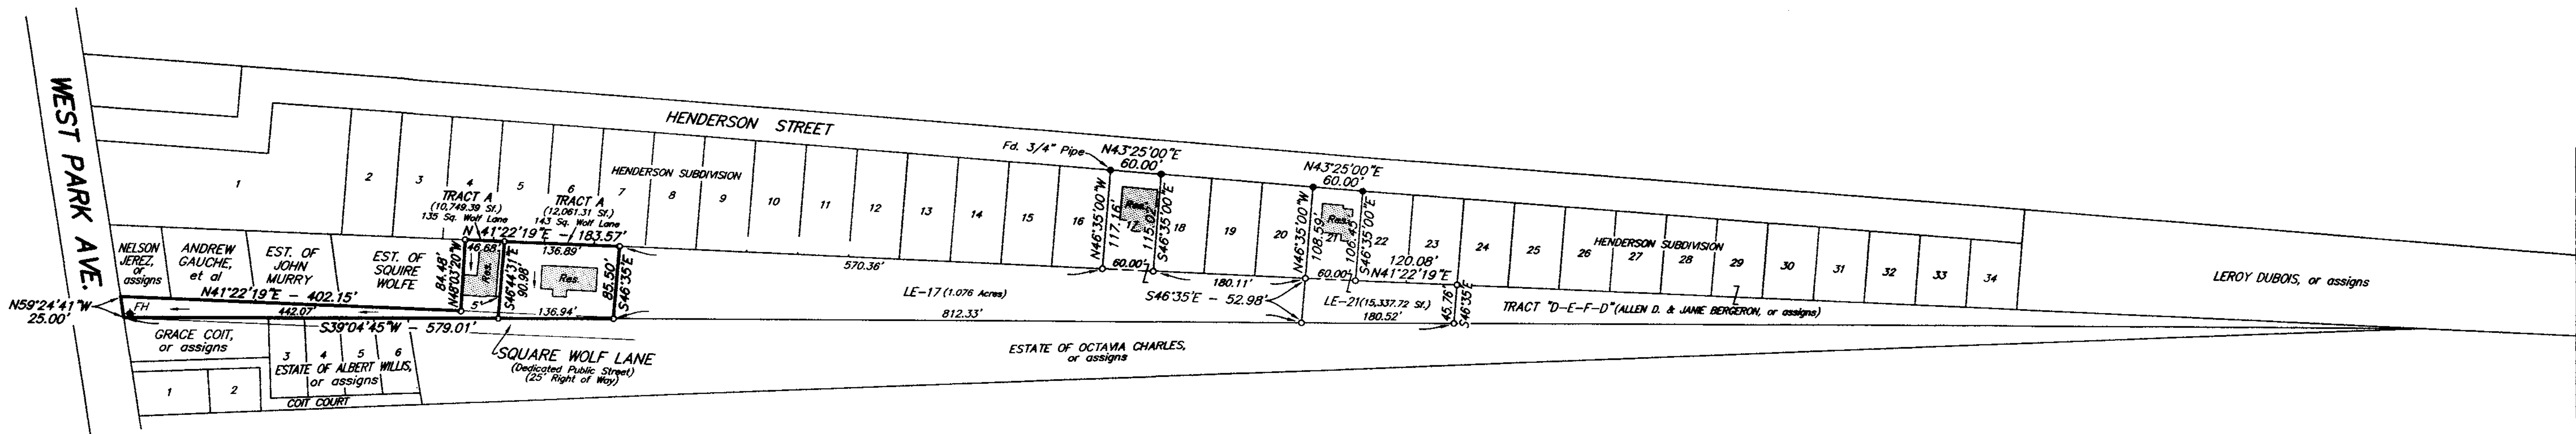 WEST PARK AVE.
HENDERSON STREET
Fd. 3/4" Pipe
N43°25'00"E
60.00'
N43°25'00"E
60.00'
1
2
3
4
5
6
7
8
9
10
11
12
13
14
15
16
17
18
19
20
21
22
23
24
25
26
27
28
29
30
31
32
33
34
HENDERSON SUBDIVISION
HENDERSON SUBDIVISION
TRACT A
(10,749.39 Sf.)
135 Sq. Wolf Lane
TRACT A
(12,061.31 Sf.)
143 Sq. Wolf Lane
N 41°22'19"E - 183.57'
46.68'
136.89'
N46°35'00"W
117.16'
Res.
115.02'
S46°35'00"E
N46°35'00"W
108.59'
Res.
106.45'
S46°35'00"E
NELSON
JEREZ,
or
assigns
ANDREW
GAUCHE,
et al
EST. OF
JOHN
MURRY
EST. OF
SQUIRE
WOLFE
84.48'
N48°03'20"W
Res.
5'
S46°44'31"E
90.98'
Res.
85.50'
S46°35'E
570.36'
60.00'
180.11'
60.00'
120.08'
N41°22'19"E
N59°24'41"W
25.00'
FH
N41°22'19"E - 402.15'
442.07'
S39°04'45"W - 579.01'
136.94'
LE-17 (1.076 Acres)
812.33'
S46°35'E - 52.98'
LE-21(15,337.72 Sf.)
180.52'
45.76'
S46°35'E
TRACT "D-E-F-D" (ALLEN D. & JANIE BERGERON, or assigns)
LEROY DUBOIS, or assigns
GRACE COIT,
or assigns
3
4
5
6
ESTATE OF ALBERT WILLIS,
or assigns
1
2
COIT COURT
SQUARE WOLF LANE
(Dedicated Public Street)
(25' Right of Way)
ESTATE OF OCTAVIA CHARLES,
or assigns